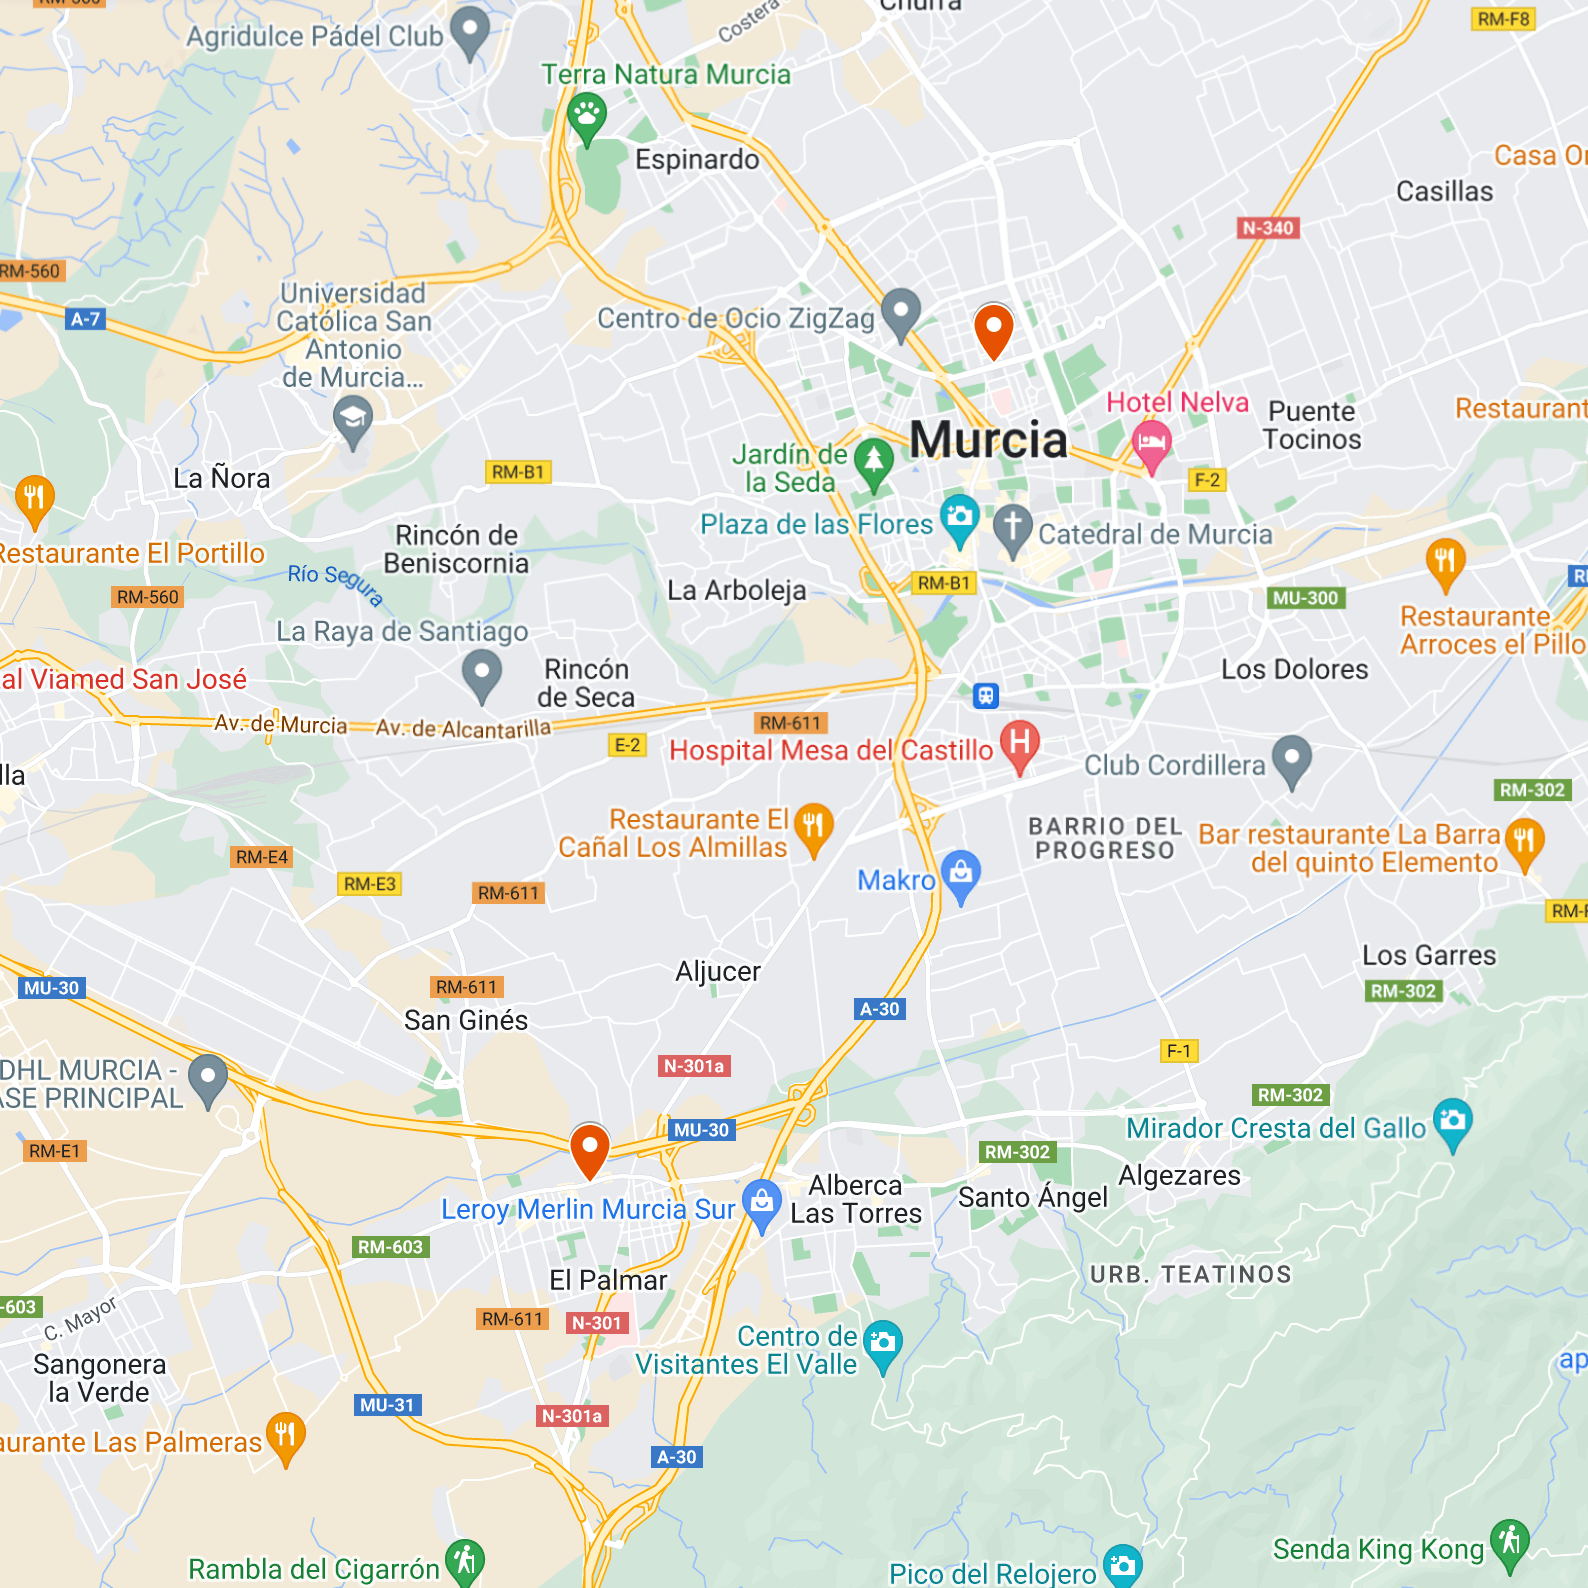 Agridulce Pádel Club
Costera
RM-F8
Terra Natura Murcia
Espinardo
Casa
Casillas
N-340
RM-560
A-7
Universidad
Católica San
Antonio
de Murcia...
Centro de Ocio ZigZag
Hotel Nelva
Puente
Tocinos
Restaurant
Murcia
Jardín de
la Seda
La Ñora
RM-B1
F-2
Plaza de las Flores
Catedral de Murcia
Rincón de
Beniscornia
Restaurante El Portillo
Río Segura
RM-560
La Arboleja
RM-B1
MU-300
Restaurante
Arroces el Pillo
La Raya de Santiago
al Viamed San José
Rincón
de Seca
Los Dolores
Av. de Murcia
Av. de Alcantarilla
RM-611
E-2
Hospital Mesa del Castillo
Club Cordillera
lla
RM-302
Restaurante El
Cañal Los Almillas
BARRIO DEL
PROGRESO
Bar restaurante La Barra
del quinto Elemento
RM-E4
RM-E3
RM-611
Makro
Los Garres
Aljucer
MU-30
RM-611
RM-302
A-30
San Ginés
F-1
DHL MURCIA -
ASE PRINCIPAL
N-301a
RM-302
MU-30
Mirador Cresta del Gallo
RM-E1
RM-302
Algezares
Alberca
Las Torres
Santo Ángel
Leroy Merlin Murcia Sur
RM-603
El Palmar
URB. TEATINOS
-603
C. Mayor
RM-611
N-301
Centro de
Visitantes El Valle
Sangonera
la Verde
ap
MU-31
N-301a
aurante Las Palmeras
A-30
Senda King Kong
Rambla del Cigarrón
Pico del Relojero